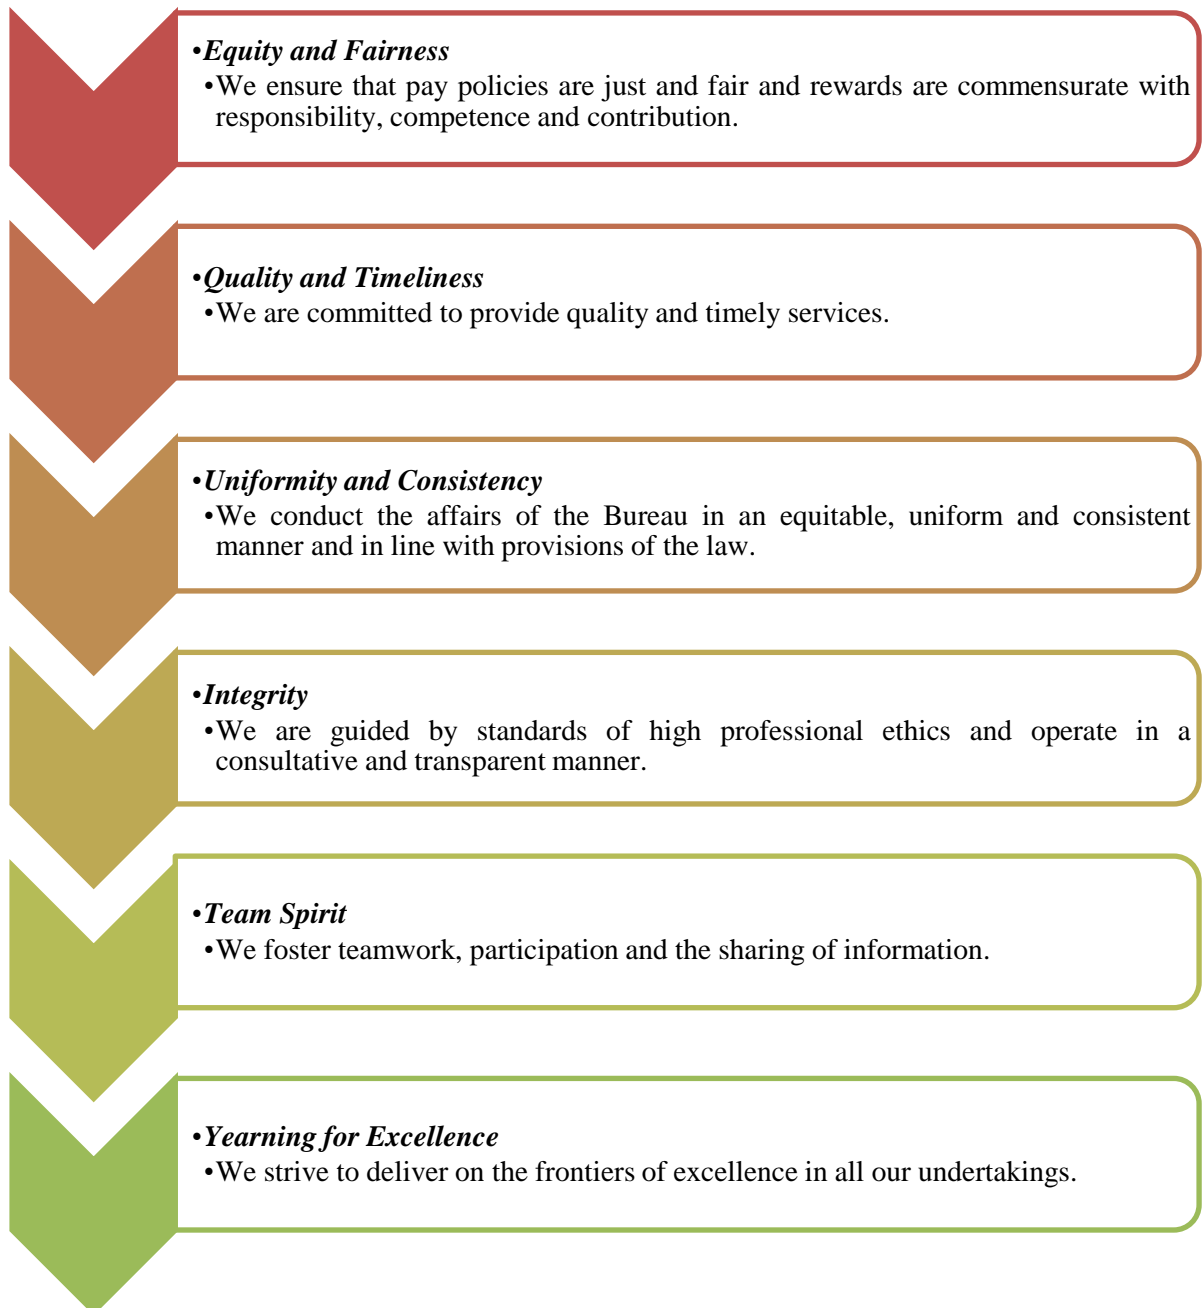 •Equity and Fairness
•We ensure that pay policies are just and fair and rewards are commensurate with
responsibility, competence and contribution.
•Quality and Timeliness
•We are committed to provide quality and timely services.
•Uniformity and Consistency
•We conduct the affairs of the Bureau in an equitable, uniform and consistent
manner and in line with provisions of the law.
•Integrity
•We are guided by standards of high professional ethics and operate in a
consultative and transparent manner.
•Team Spirit
•We foster teamwork, participation and the sharing of information.
•Yearning for Excellence
•We strive to deliver on the frontiers of excellence in all our undertakings.